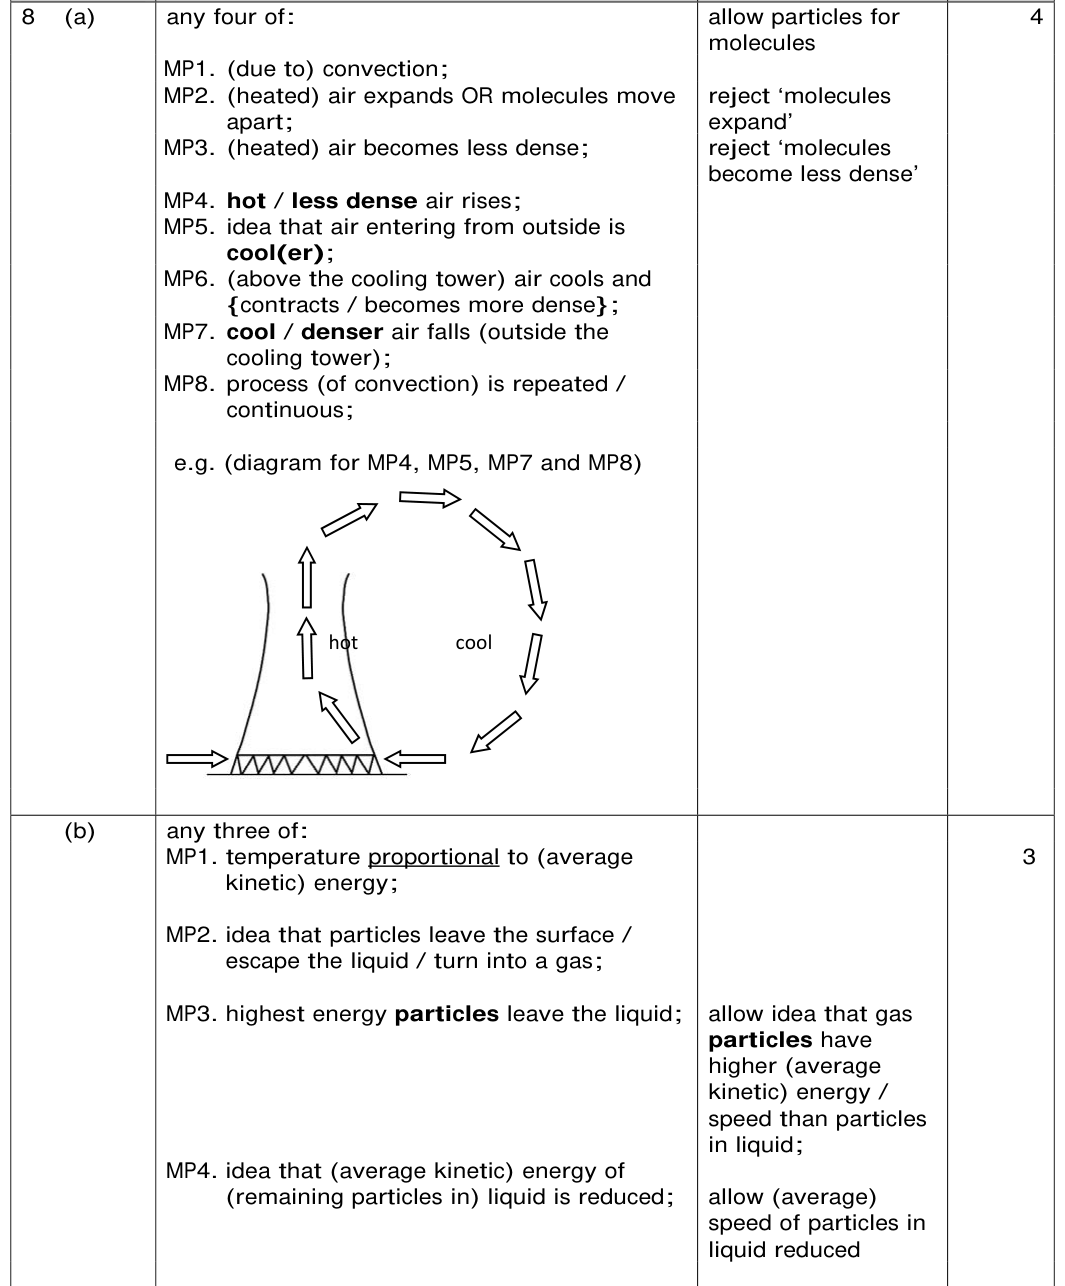 8 (a) any four of: allow particles for 4
molecules
MP1. (due to) convection;
MP2. (heated) air expands OR molecules move reject ‘molecules
apart; expand’
MP3. (heated) air becomes less dense; reject ‘molecules
become less dense’
MP4. hot / less dense air rises;
MP5. idea that air entering from outside is
cool(er);
MP6. (above the cooling tower) air cools and
{contracts / becomes more dense};
MP7. cool / denser air falls (outside the
cooling tower);
MP8. process (of convection) is repeated /
continuous;
e.g. (diagram for MP4, MP5, MP7 and MP8)
hot cool
(b) any three of:
MP1. temperature proportional to (average 3
kinetic) energy;
MP2. idea that particles leave the surface /
escape the liquid / turn into a gas;
MP3. highest energy particles leave the liquid; allow idea that gas
particles have
higher (average
kinetic) energy /
speed than particles
in liquid;
MP4. idea that (average kinetic) energy of
(remaining particles in) liquid is reduced; allow (average)
speed of particles in
liquid reduced